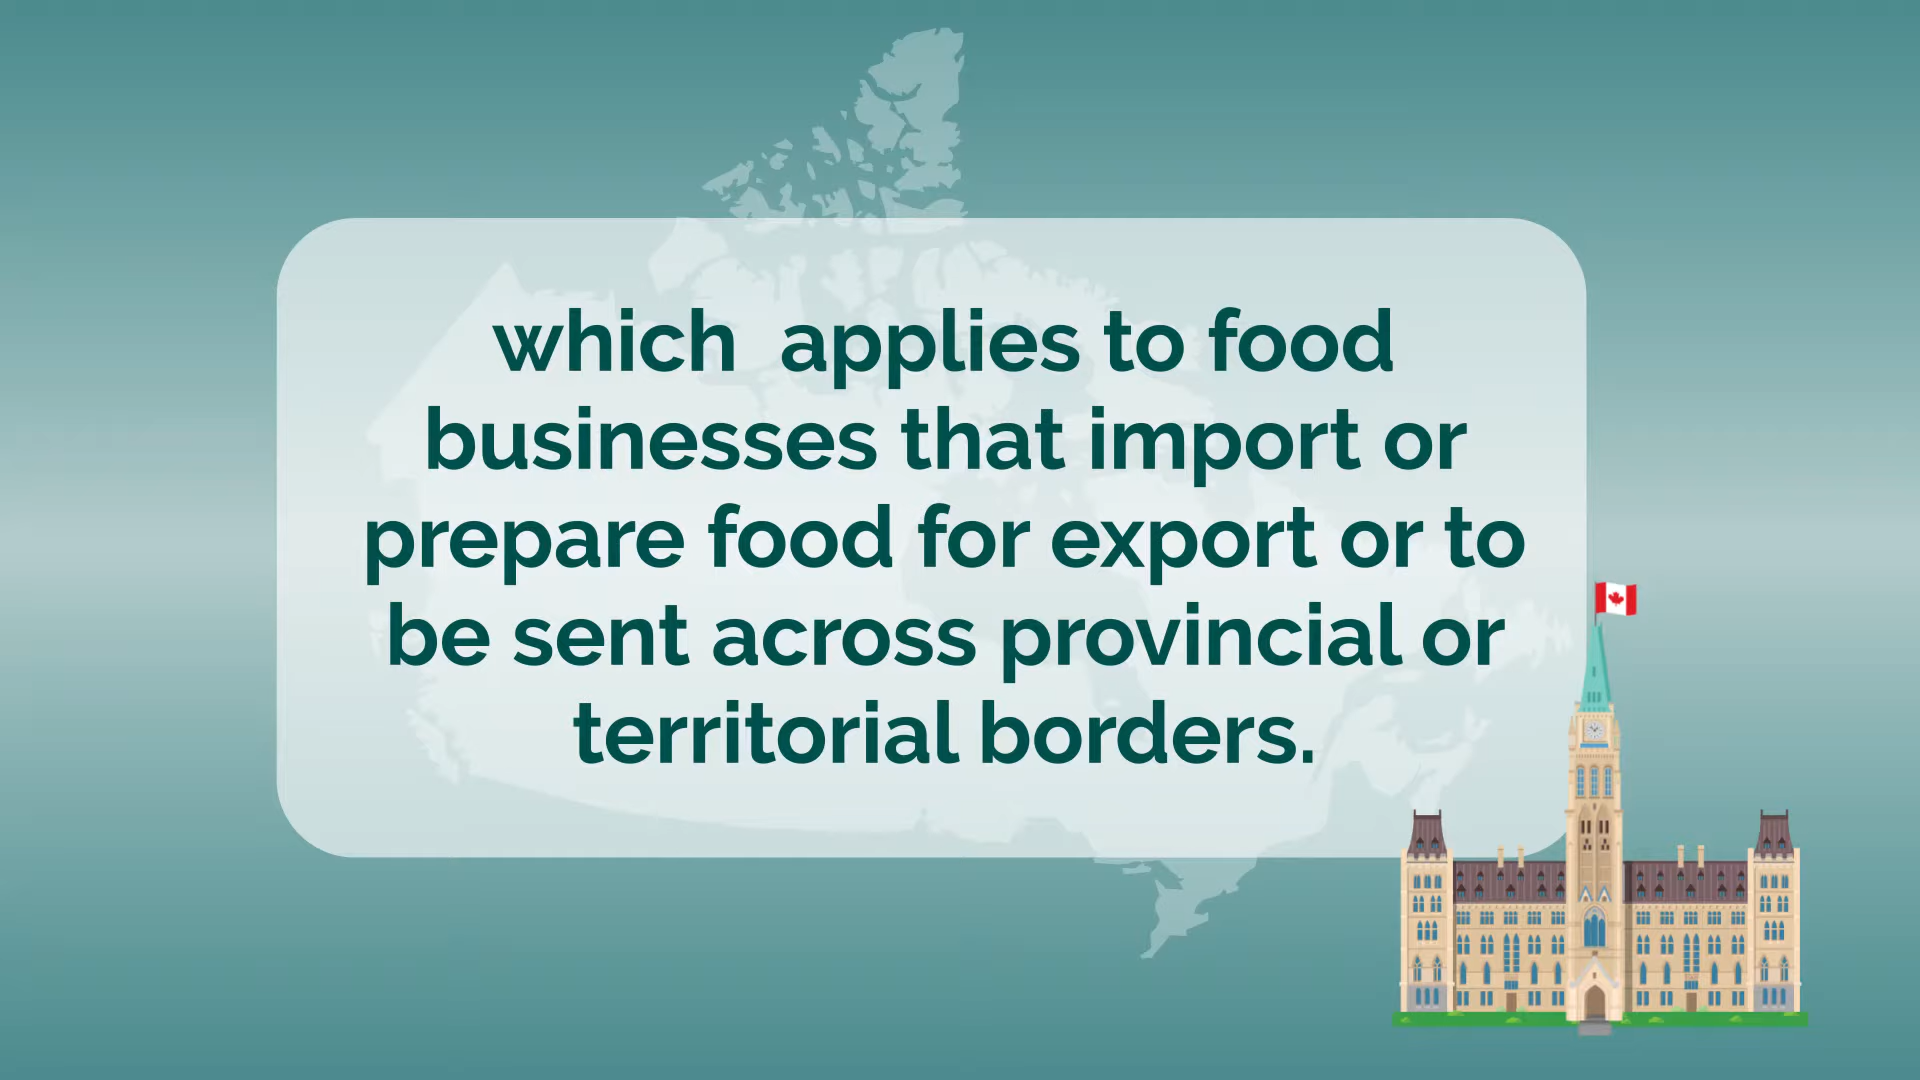 which  applies to food
businesses that import or
prepare food for export or to
be sent across provincial or
territorial borders.